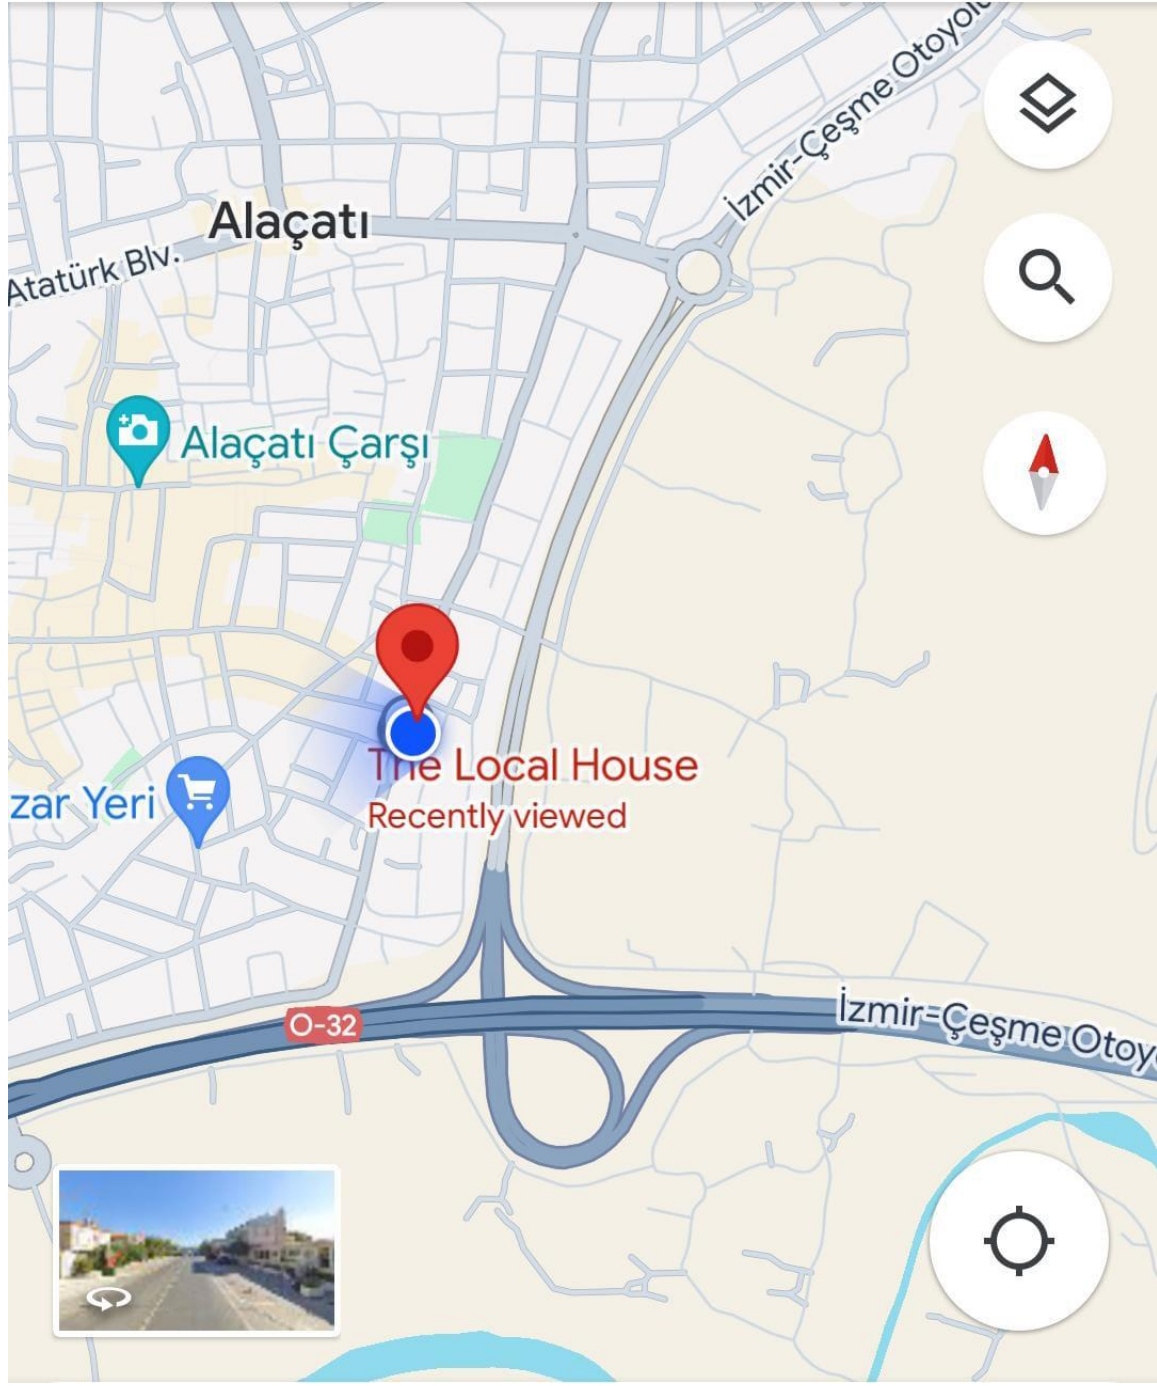 İzmir-Çeşme Otoyolu
Alaçatı
Atatürk Blv.
Alaçatı Çarşı
The Local House
Recently viewed
zar Yeri
O-32
İzmir-Çeşme Otoy